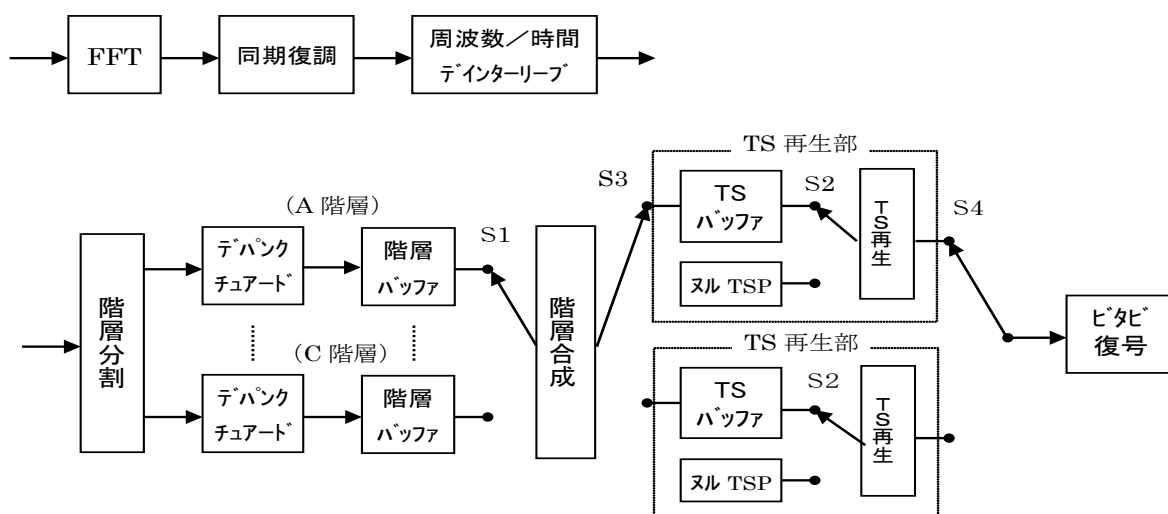 FFT
同期復調
周波数／時間
ﾃﾞｲﾝﾀｰﾘｰﾌﾞ
TS 再生部
S3
TS
ﾊﾞｯﾌｧ
S2
TS再生
S4
ﾇﾙ TSP
（A 階層）
S1
階層分割
ﾃﾞﾊﾟﾝｸ
ﾁｭｱｰﾄﾞ
階層
ﾊﾞｯﾌｧ
階層合成
（C 階層）
ﾃﾞﾊﾟﾝｸ
ﾁｭｱｰﾄﾞ
階層
ﾊﾞｯﾌｧ
TS 再生部
TS
ﾊﾞｯﾌｧ
S2
TS再生
ﾇﾙ TSP
ﾋﾞﾀﾋﾞ
復号